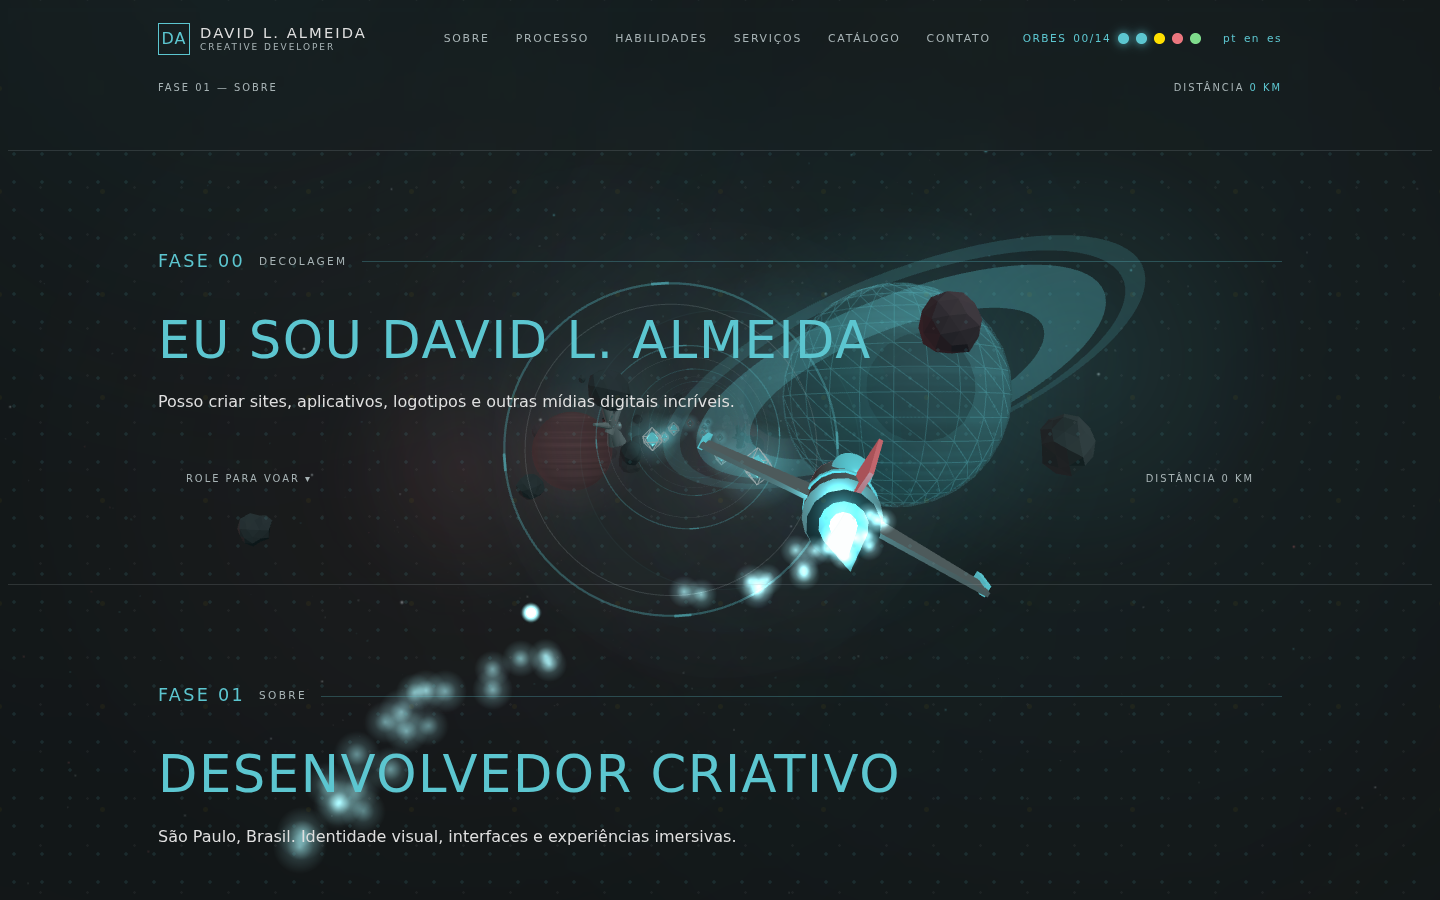 DA
DAVID L. ALMEIDA
CREATIVE DEVELOPER
SOBRE PROCESSO HABILIDADES SERVIÇOS CATÁLOGO CONTATO ORBES 00/14 pt en es
FASE 01 — SOBRE DISTÂNCIA 0 KM
FASE 00 DECOLAGEM
EU SOU DAVID L. ALMEIDA
Posso criar sites, aplicativos, logotipos e outras mídias digitais incríveis.
ROLE PARA VOAR ▾ DISTÂNCIA 0 KM
FASE 01 SOBRE
DESENVOLVEDOR CRIATIVO
São Paulo, Brasil. Identidade visual, interfaces e experiências imersivas.